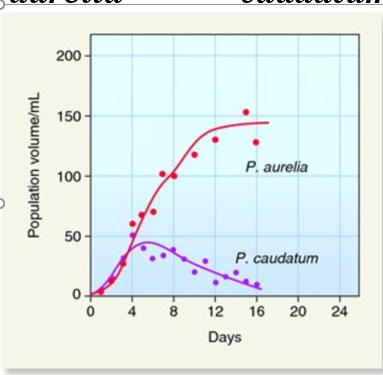 200
150
P. aurelia
100
50
P. caudatum
0
0 4 8 12 16 20 24
Days
Population volume/mL